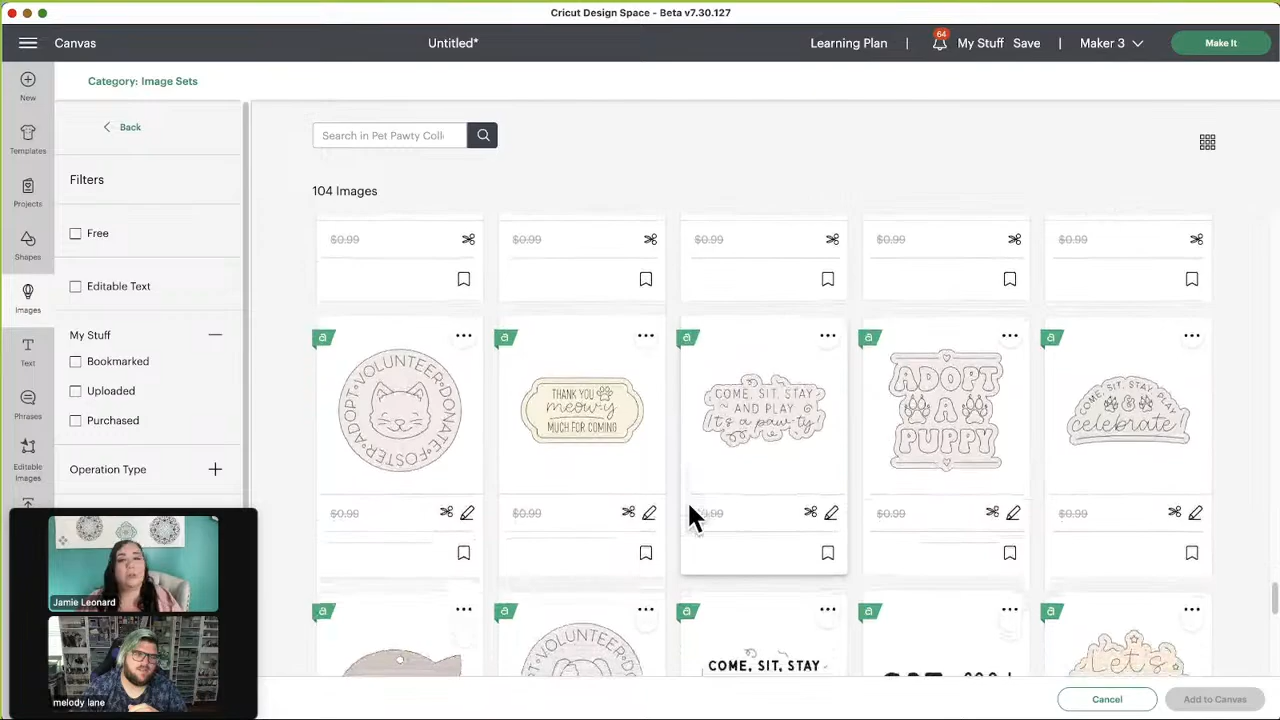 Cricut Design Space - Beta v7.30.127
Canvas
Untitled*
Learning Plan
|
64
My Stuff
Save
|
Maker 3
Make It
New
Templates
Projects
Shapes
Images
Text
Phrases
Editable
Images
Category: Image Sets
Back
Filters
Free
Editable Text
My Stuff
Bookmarked
Uploaded
Purchased
Operation Type
Search in Pet Pawty Coll
104 Images
$0.99
$0.99
$0.99
$0.99
$0.99
a
ADOPT · VOLUNTEER · DONATE · FOSTER ·
$0.99
a
THANK YOU
meow-y
MUCH FOR COMING
$0.99
a
COME, SIT, STAY
AND PLAY
It's a paw-ty
$0.99
a
ADOPT
A
PUPPY
$0.99
a
COME, SIT, STAY, PLAY
&
celebrate!
$0.99
a
a
VOLUNTEER
a
COME, SIT, STAY
a
a
Let's
Jamie Leonard
melody lane
Cancel
Add to Canvas